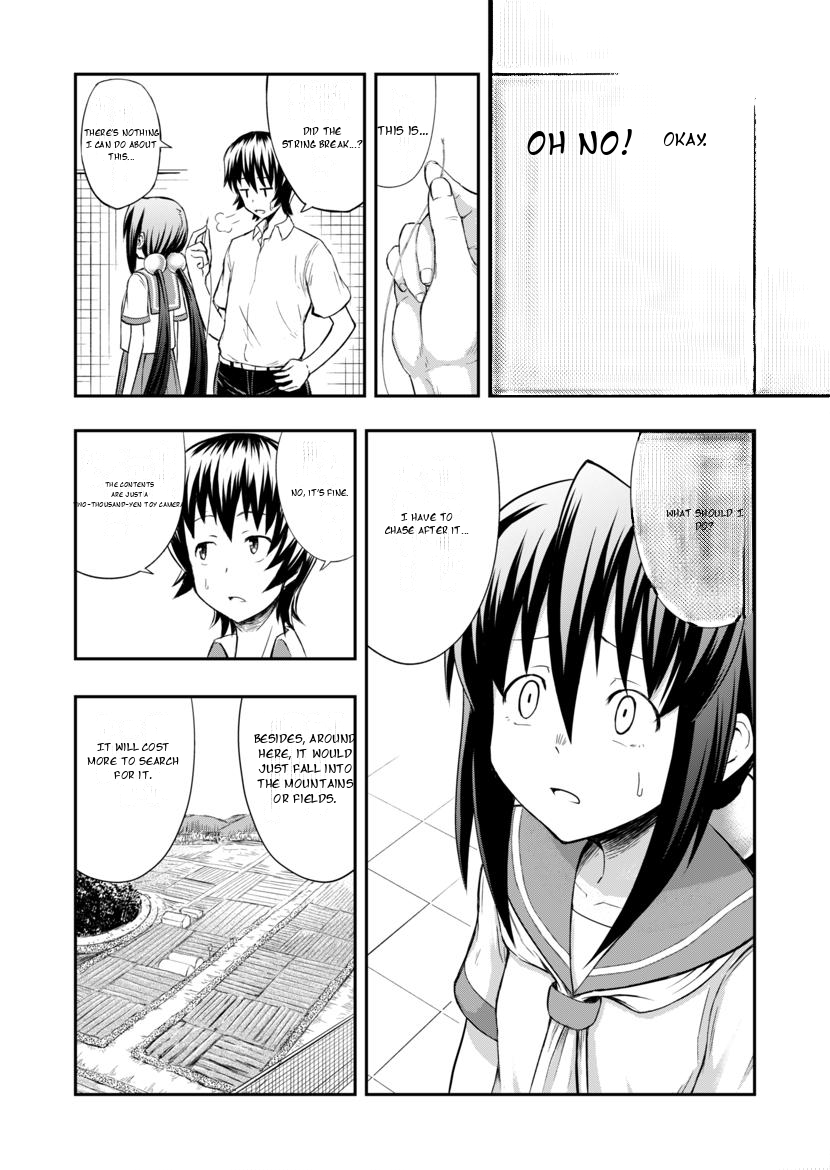 OKAY.
OH NO!
THIS IS...
DID THE
STRING BREAK...?
THERE'S NOTHING
I CAN DO ABOUT
THIS...
WHAT SHOULD I
DO?
I HAVE TO
CHASE AFTER IT...
NO, IT'S FINE.
THE CONTENTS
ARE JUST A
WO-THOUSAND-YEN TOY CAMERA
BESIDES, AROUND
HERE, IT WOULD
JUST FALL INTO
THE MOUNTAINS
OR FIELDS.
IT WILL COST
MORE TO SEARCH
FOR IT.